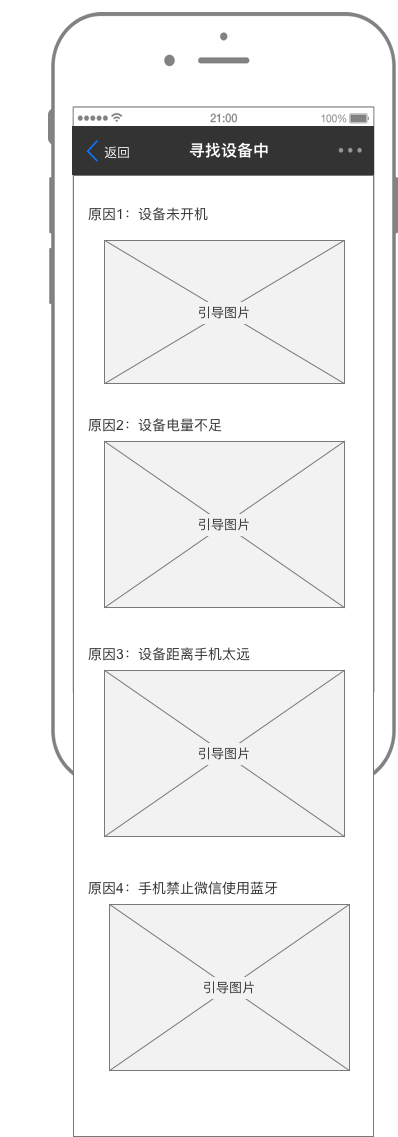 21:00
100%
返回
寻找设备中
原因1：设备未开机
引导图片
原因2：设备电量不足
引导图片
原因3：设备距离手机太远
引导图片
原因4：手机禁止微信使用蓝牙
引导图片